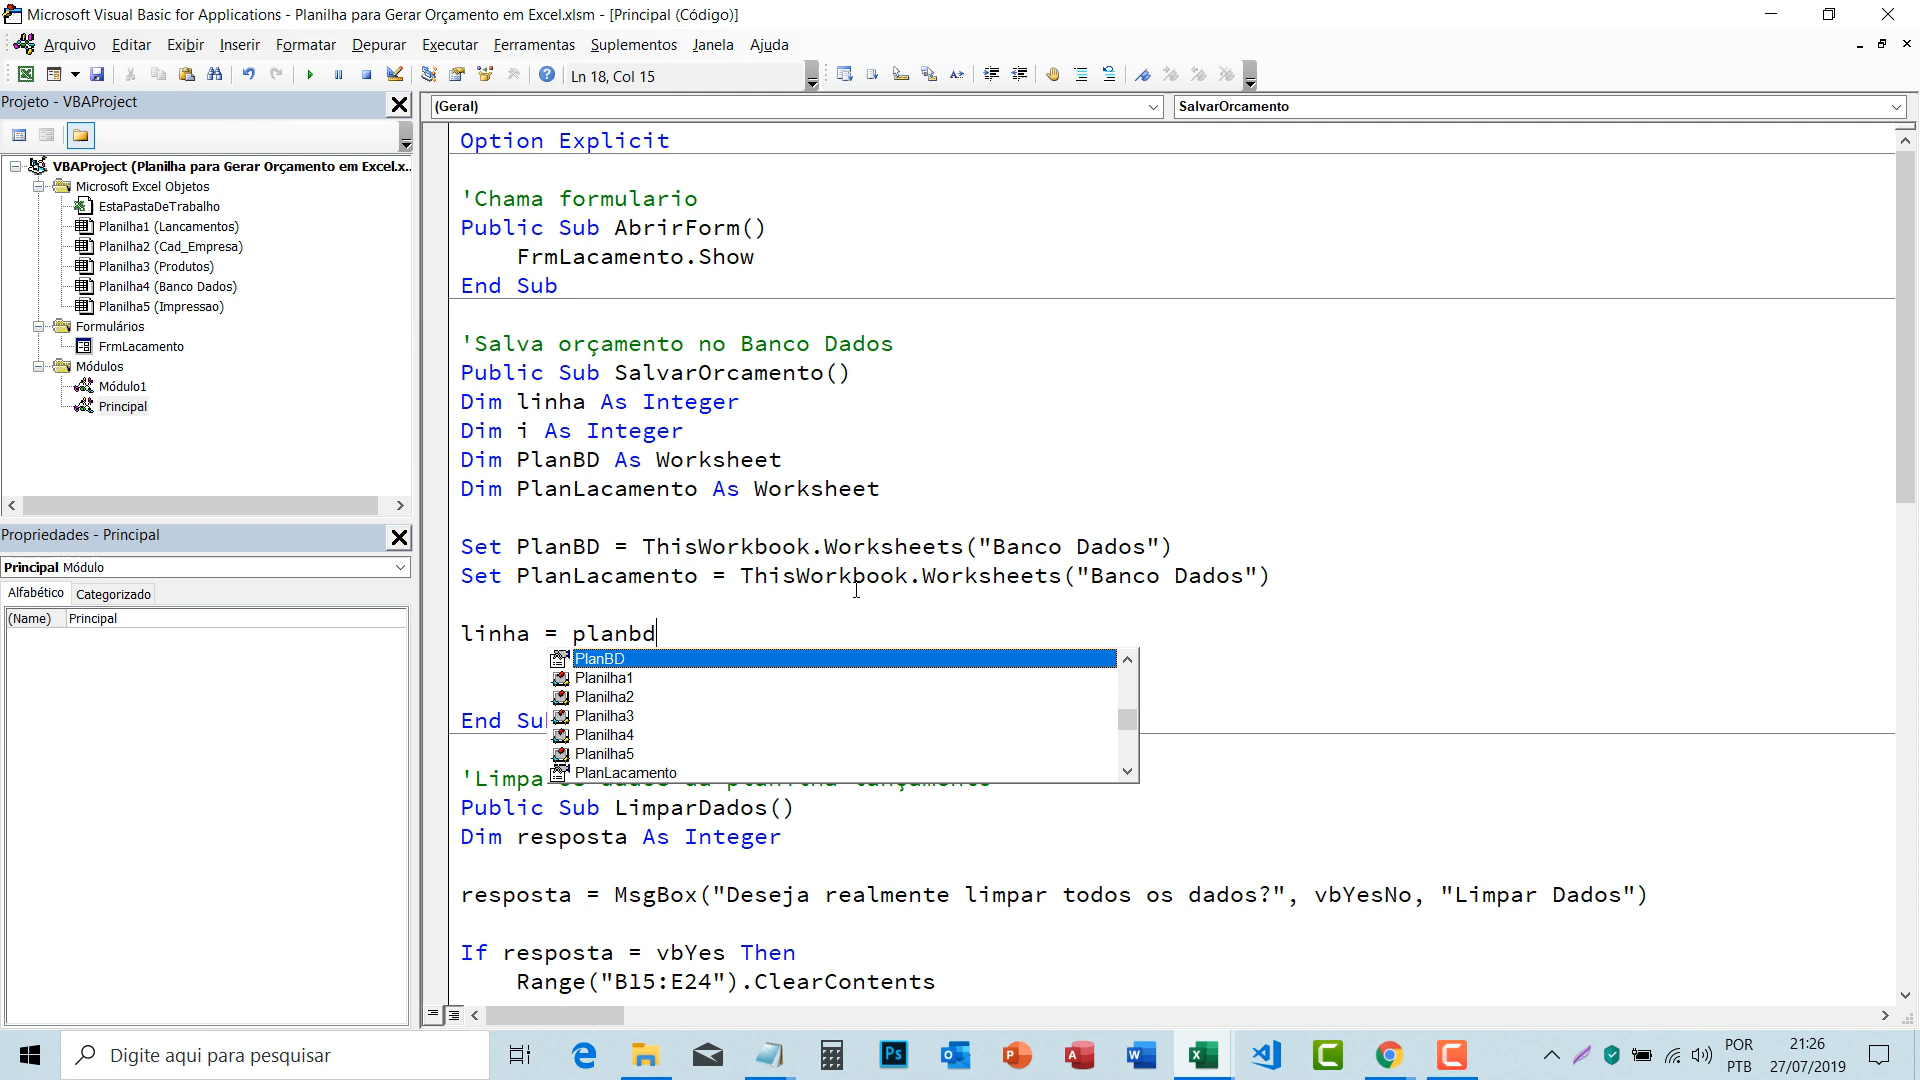 Microsoft Visual Basic for Applications - Planilha para Gerar Orçamento em Excel.xlsm - [Principal (Código)]
Arquivo Editar Exibir Inserir Formatar Depurar Executar Ferramentas Suplementos Janela Ajuda
Ln 18, Col 15
Projeto - VBAProject
VBAProject (Planilha para Gerar Orçamento em Excel.x..
Microsoft Excel Objetos
EstaPastaDeTrabalho
Planilha1 (Lancamentos)
Planilha2 (Cad_Empresa)
Planilha3 (Produtos)
Planilha4 (Banco Dados)
Planilha5 (Impressao)
Formulários
FrmLacamento
Módulos
Módulo1
Principal
Propriedades - Principal
Principal Módulo
Alfabético Categorizado
(Name) Principal
(Geral) SalvarOrcamento
Option Explicit
'Chama formulario
Public Sub AbrirForm()
FrmLacamento.Show
End Sub
'Salva orçamento no Banco Dados
Public Sub SalvarOrcamento()
Dim linha As Integer
Dim i As Integer
Dim PlanBD As Worksheet
Dim PlanLacamento As Worksheet
Set PlanBD = ThisWorkbook.Worksheets("Banco Dados")
Set PlanLacamento = ThisWorkbook.Worksheets("Banco Dados")
linha = planbd
PlanBD
Planilha1
Planilha2
Planilha3
Planilha4
Planilha5
PlanLacamento
End Su
'Limpa
Public Sub LimparDados()
Dim resposta As Integer
resposta = MsgBox("Deseja realmente limpar todos os dados?", vbYesNo, "Limpar Dados")
If resposta = vbYes Then
Range("B15:E24").ClearContents
Digite aqui para pesquisar
POR
PTB
21:26
27/07/2019